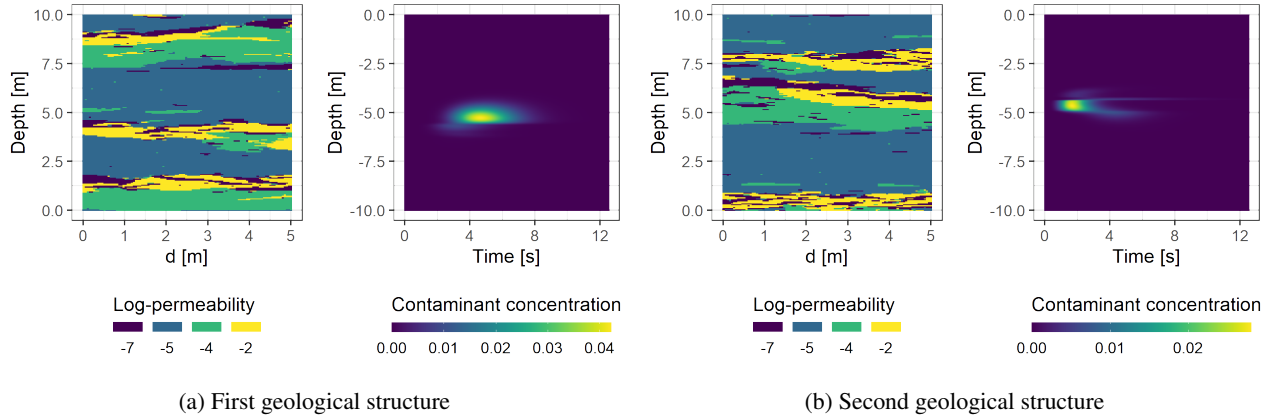 10.0
7.5
5.0
2.5
0.0
Depth [m]
0 1 2 3 4 5
d [m]
Log-permeability
-7 -5 -4 -2
-0.0
-2.5
-5.0
-7.5
-10.0
Depth [m]
0 4 8 12
Time [s]
Contaminant concentration
0.00 0.01 0.02 0.03 0.04
(a) First geological structure
10.0
7.5
5.0
2.5
0.0
Depth [m]
0 1 2 3 4 5
d [m]
Log-permeability
-7 -5 -4 -2
-0.0
-2.5
-5.0
-7.5
-10.0
Depth [m]
0 4 8 12
Time [s]
Contaminant concentration
0.00 0.01 0.02
(b) Second geological structure